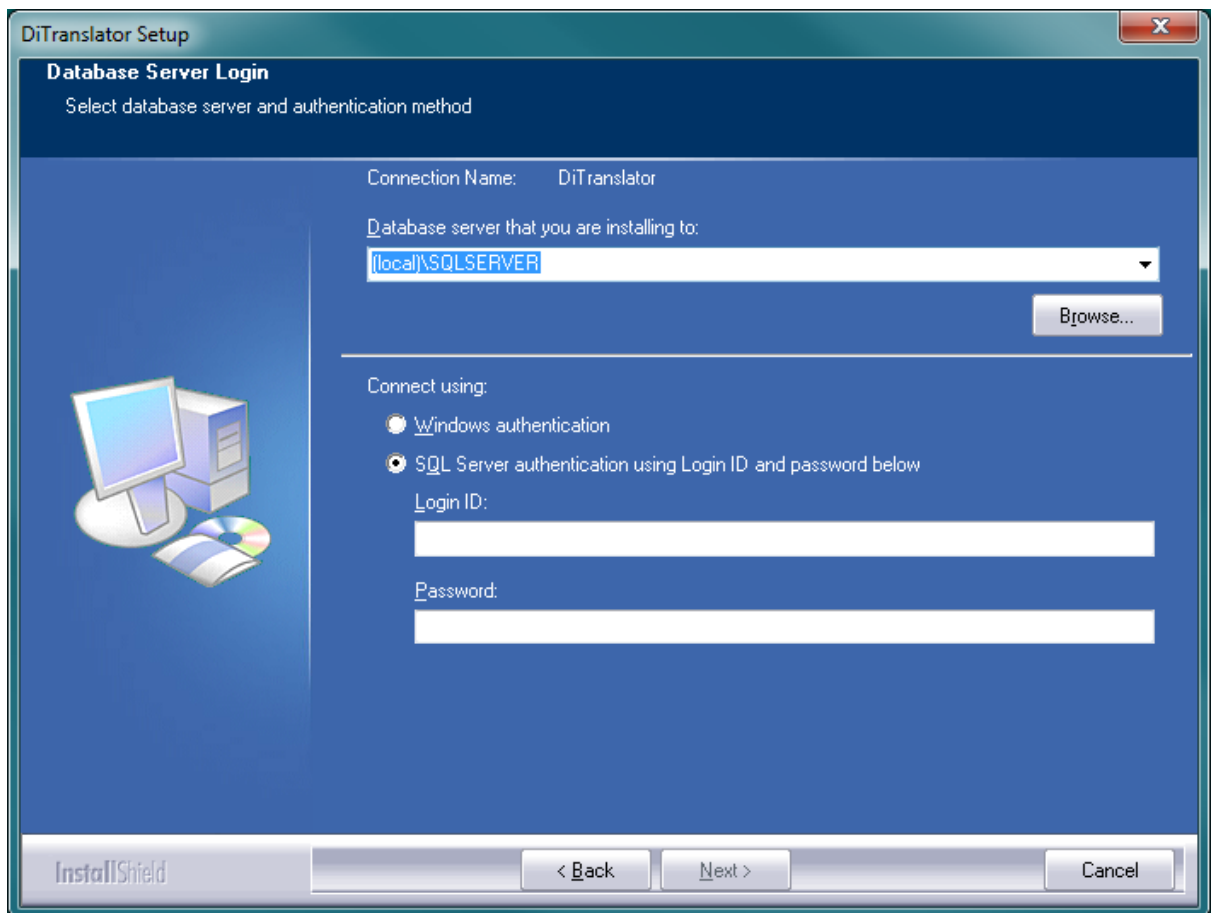 DiTranslator Setup
Database Server Login
Select database server and authentication method
Connection Name: DiTranslator
Database server that you are installing to:
(local)\SQLSERVER
Browse...
Connect using:
Windows authentication
SQL Server authentication using Login ID and password below
Login ID:
Password:
InstallShield
< Back
Next >
Cancel